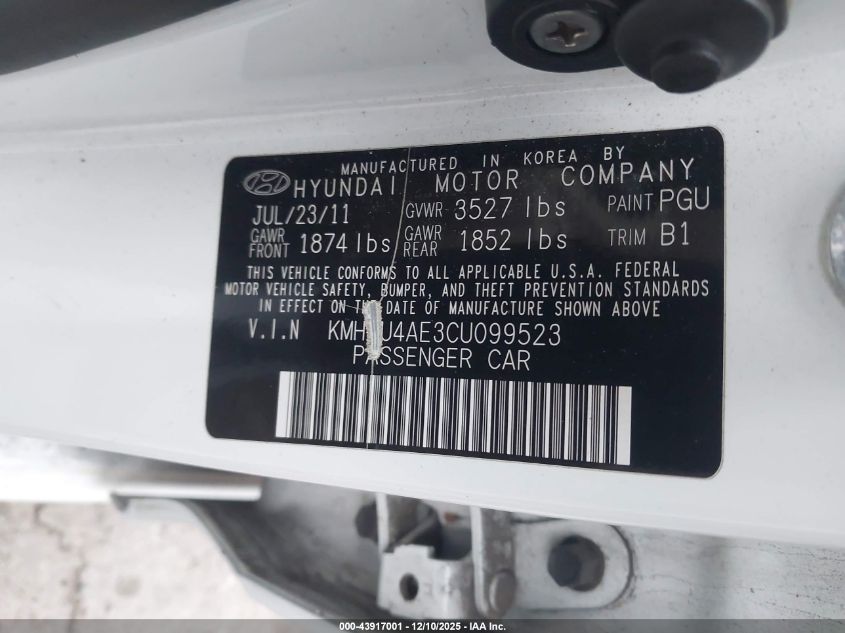 MANUFACTURED IN KOREA BY
HYUNDAI MOTOR COMPANY
JUL/23/11 GVWR 3527 lbs PAINT PGU
GAWR FRONT 1874 lbs GAWR REAR 1852 lbs TRIM B1
THIS VEHICLE CONFORMS TO ALL APPLICABLE U.S.A. FEDERAL
MOTOR VEHICLE SAFETY, BUMPER, AND THEFT PREVENTION STANDARDS
IN EFFECT ON THE DATE OF MANUFACTURE SHOWN ABOVE
V.I.N
PASSENGER CAR
000-43917001 - 12/10/2025 - IAA Inc.